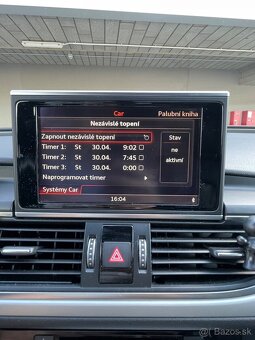 Car
Palubní kniha
Nezávislé topení
Zapnout nezávislé topení
Stav
Timer 1: St 30.04. 9:02
ne
Timer 2: St 30.04. 7:45
aktivní
Timer 3: St 30.04. 0:00
Naprogramovat timer
Systémy Car
16:04
bazos.sk